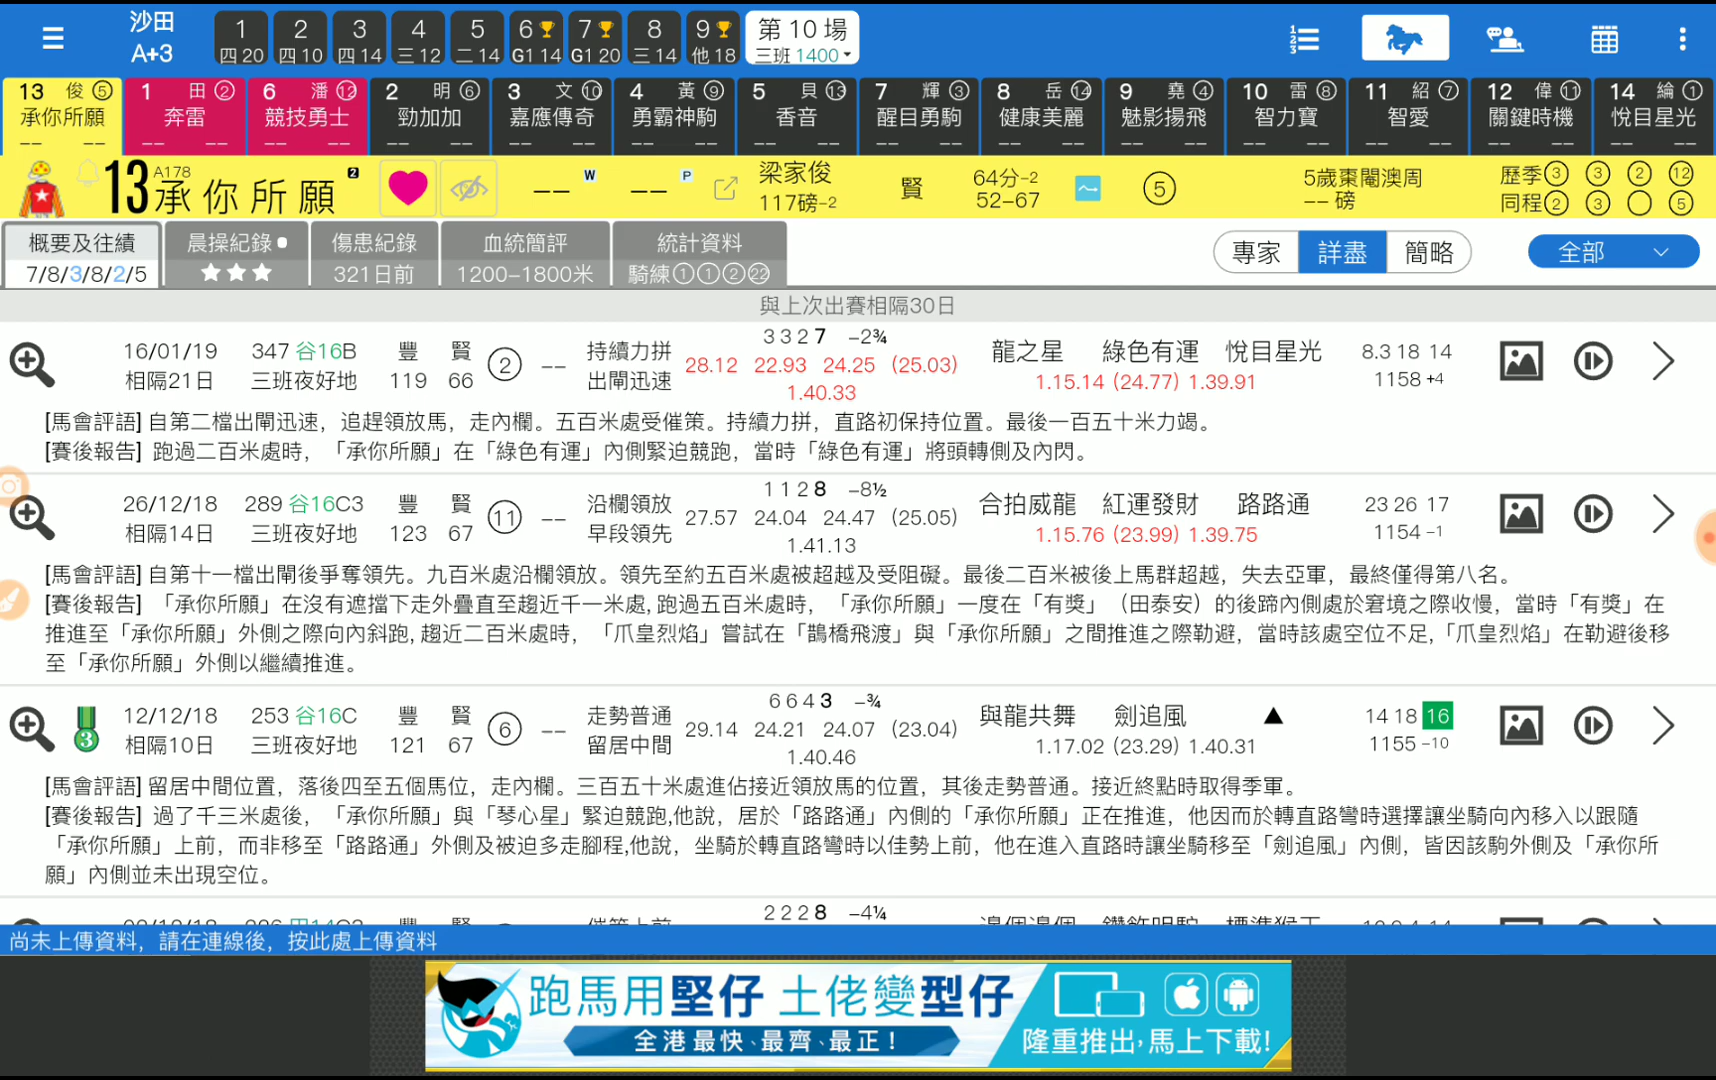 沙田
A+3
1 四 20
2 四 10
3 四 14
4 三 12
5 二 14
6 G1 14
7 G1 20
8 三 14
9 他 18
第 10 場
三班 1400
13 俊 ⑤ 承你所願 -- --
1 田 ② 奔雷 -- --
6 潘 ⑫ 競技勇士 -- --
2 明 ⑥ 勁加加 -- --
3 文 ⑩ 嘉應傳奇 -- --
4 黃 ⑨ 勇霸神駒 -- --
5 貝 ⑬ 香音 -- --
7 輝 ③ 醒目勇駒 -- --
8 岳 ⑭ 健康美麗 -- --
9 堯 ④ 魅影揚飛 -- --
10 雷 ⑧ 智力寶 -- --
11 紹 ⑦ 智愛 -- --
12 偉 ⑪ 關鍵時機 -- --
14 綸 ① 悅目星光 -- --
13 A178 承你所願 2
-- W -- P
梁家俊
117磅-2
賢
64分-2
52-67
⑤
5歲棗閹澳周
-- 磅
歷季③ ③ ② ⑫
同程② ③ ○ ⑤
概要及往績
7/8/3/8/2/5
晨操紀錄●
★★★
傷患紀錄
321日前
血統簡評
1200-1800米
統計資料
騎練①①②㉒
專家 詳盡 簡略
全部
與上次出賽相隔30日
3 3 2 7 -2¾
16/01/19 347 谷16B 豐 賢 ② -- 持續力拼 28.12 22.93 24.25 (25.03) 龍之星 綠色有運 悅目星光 8.3 18 14
相隔21日 三班夜好地 119 66 出閘迅速 1.40.33 1.15.14 (24.77) 1.39.91 1158 +4
[馬會評語] 自第二檔出閘迅速，追趕領放馬，走內欄。五百米處受催策。持續力拼，直路初保持位置。最後一百五十米力竭。
[賽後報告] 跑過二百米處時，「承你所願」在「綠色有運」內側緊迫競跑，當時「綠色有運」將頭轉側及內閃。
1 1 2 8 -8½
26/12/18 289 谷16C3 豐 賢 ⑪ -- 沿欄領放 27.57 24.04 24.47 (25.05) 合拍威龍 紅運發財 路路通 23 26 17
相隔14日 三班夜好地 123 67 早段領先 1.41.13 1.15.76 (23.99) 1.39.75 1154 -1
[馬會評語] 自第十一檔出閘後爭奪領先。九百米處沿欄領放。領先至約五百米處被超越及受阻礙。最後二百米被後上馬群超越，失去亞軍，最終僅得第八名。
[賽後報告] 「承你所願」在沒有遮擋下走外疊直至趨近千一米處，跑過五百米處時，「承你所願」一度在「有獎」（田泰安）的後蹄內側處於窘境之際收慢，當時「有獎」在
推進至「承你所願」外側之際向內斜跑，趨近二百米處時，「爪皇烈焰」嘗試在「鵲橋飛渡」與「承你所願」之間推進之際勒避，當時該處空位不足，「爪皇烈焰」在勒避後移
至「承你所願」外側以繼續推進。
6 6 4 3 -¾
3 12/12/18 253 谷16C 豐 賢 ⑥ -- 走勢普通 29.14 24.21 24.07 (23.04) 與龍共舞 劍追風 ▲ 14 18 16
相隔10日 三班夜好地 121 67 留居中間 1.40.46 1.17.02 (23.29) 1.40.31 1155 -10
[馬會評語] 留居中間位置，落後四至五個馬位，走內欄。三百五十米處進佔接近領放馬的位置，其後走勢普通。接近終點時取得季軍。
[賽後報告] 過了千三米處後，「承你所願」與「琴心星」緊迫競跑，他說，居於「路路通」內側的「承你所願」正在推進，他因而於轉直路彎時選擇讓坐騎向內移入以跟隨
「承你所願」上前，而非移至「路路通」外側及被迫多走腳程，他說，坐騎於轉直路彎時以佳勢上前，他在進入直路時讓坐騎移至「劍追風」內側，皆因該駒外側及「承你所
願」內側並未出現空位。
2 2 2 8 -4¼
尚未上傳資料，請在連線後，按此處上傳資料
跑馬用堅仔 土佬變型仔
全港最快、最齊、最正！
隆重推出，馬上下載！